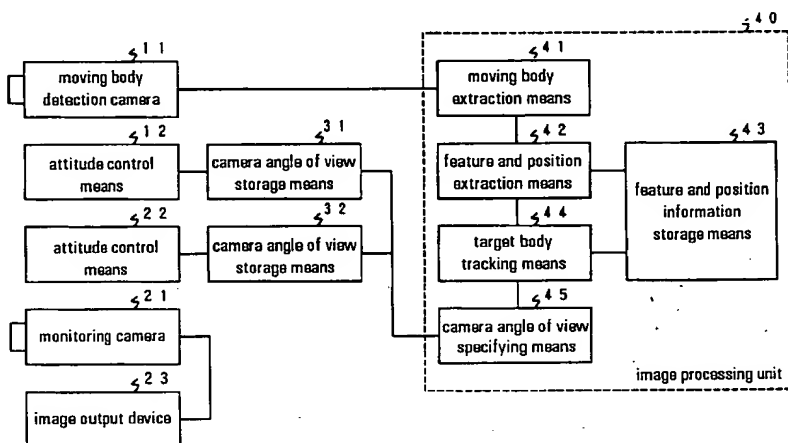 40
11
moving body
detection camera
41
moving body
extraction means
12
attitude control
means
31
camera angle of view
storage means
42
feature and position
extraction means
43
feature and position
information
storage means
22
attitude control
means
32
camera angle of view
storage means
44
target body
tracking means
21
monitoring camera
45
camera angle of view
specifying means
23
image output device
image processing unit